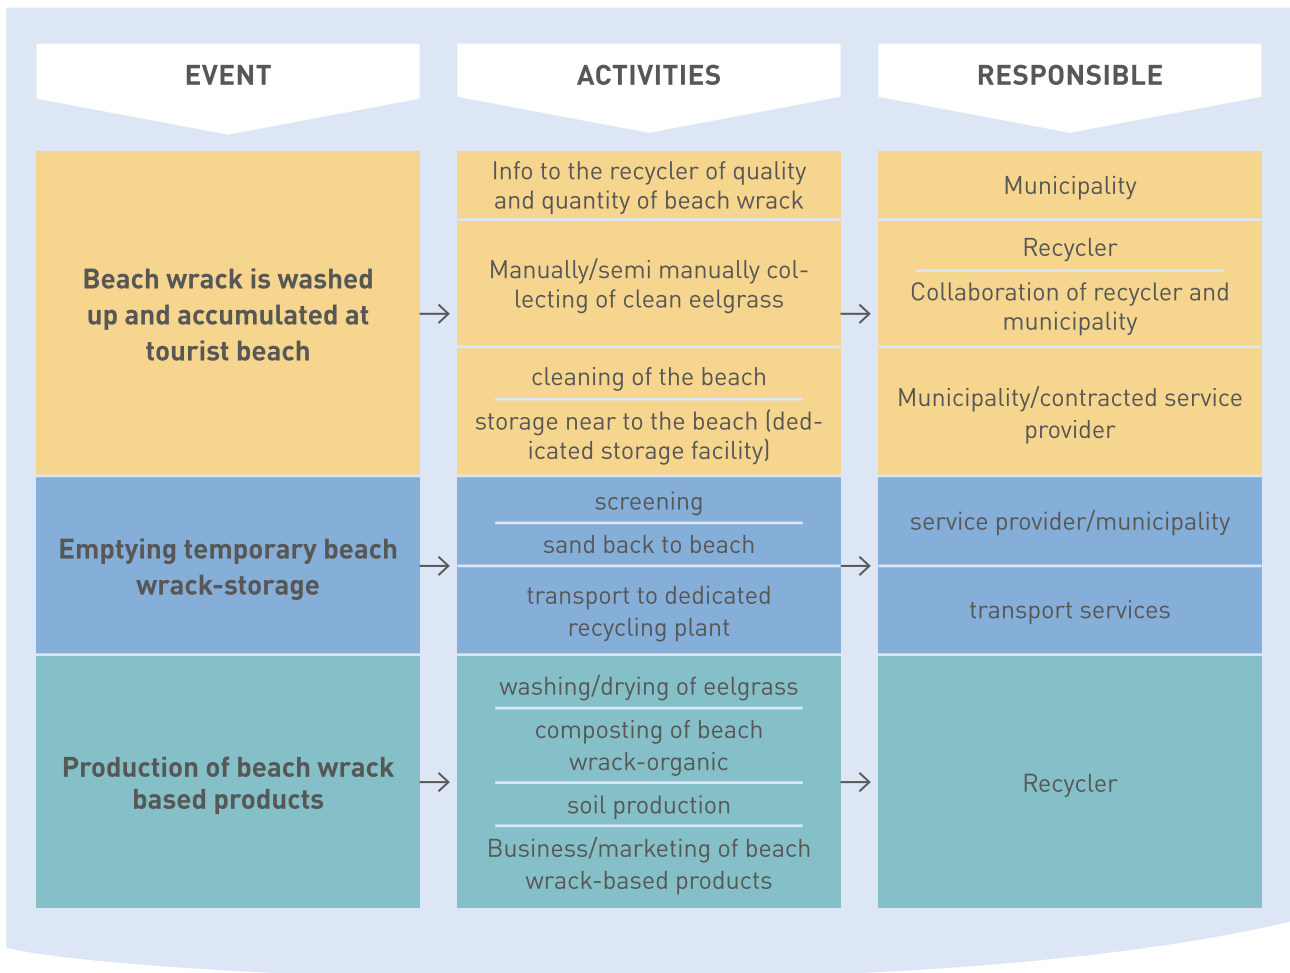 EVENT
ACTIVITIES
RESPONSIBLE
Beach wrack is washed
up and accumulated at
tourist beach
Info to the recycler of quality
and quantity of beach wrack
Municipality
Manually/semi manually col-
lecting of clean eelgrass
Recycler
Collaboration of recycler and
municipality
cleaning of the beach
storage near to the beach (ded-
icated storage facility)
Municipality/contracted service
provider
Emptying temporary beach
wrack-storage
screening
sand back to beach
service provider/municipality
transport to dedicated
recycling plant
transport services
Production of beach wrack
based products
washing/drying of eelgrass
composting of beach
wrack-organic
soil production
Business/marketing of beach
wrack-based products
Recycler